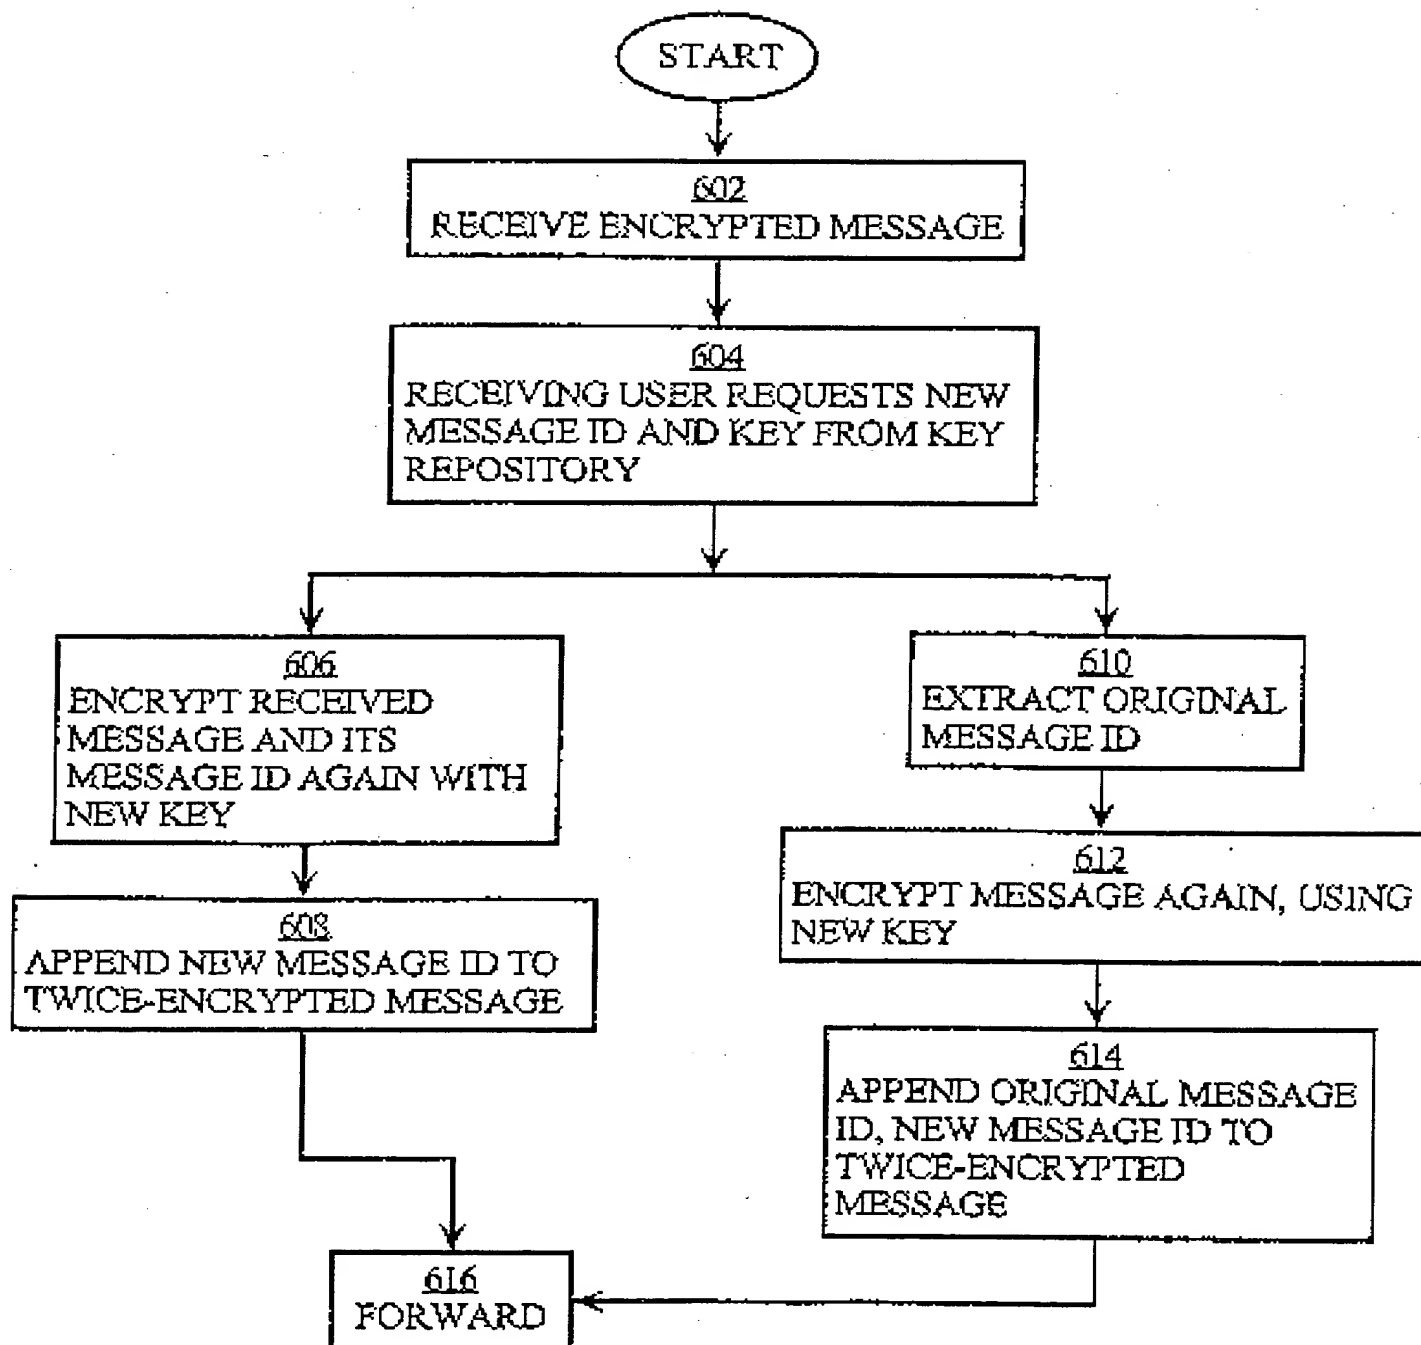 START
602
RECEIVE ENCRYPTED MESSAGE
604
RECEIVING USER REQUESTS NEW
MESSAGE ID AND KEY FROM KEY
REPOSITORY
606
ENCRYPT RECEIVED
MESSAGE AND ITS
MESSAGE ID AGAIN WITH
NEW KEY
608
APPEND NEW MESSAGE ID TO
TWICE-ENCRYPTED MESSAGE
610
EXTRACT ORIGINAL
MESSAGE ID
612
ENCRYPT MESSAGE AGAIN, USING
NEW KEY
614
APPEND ORIGINAL MESSAGE
ID, NEW MESSAGE ID TO
TWICE-ENCRYPTED
MESSAGE
616
FORWARD